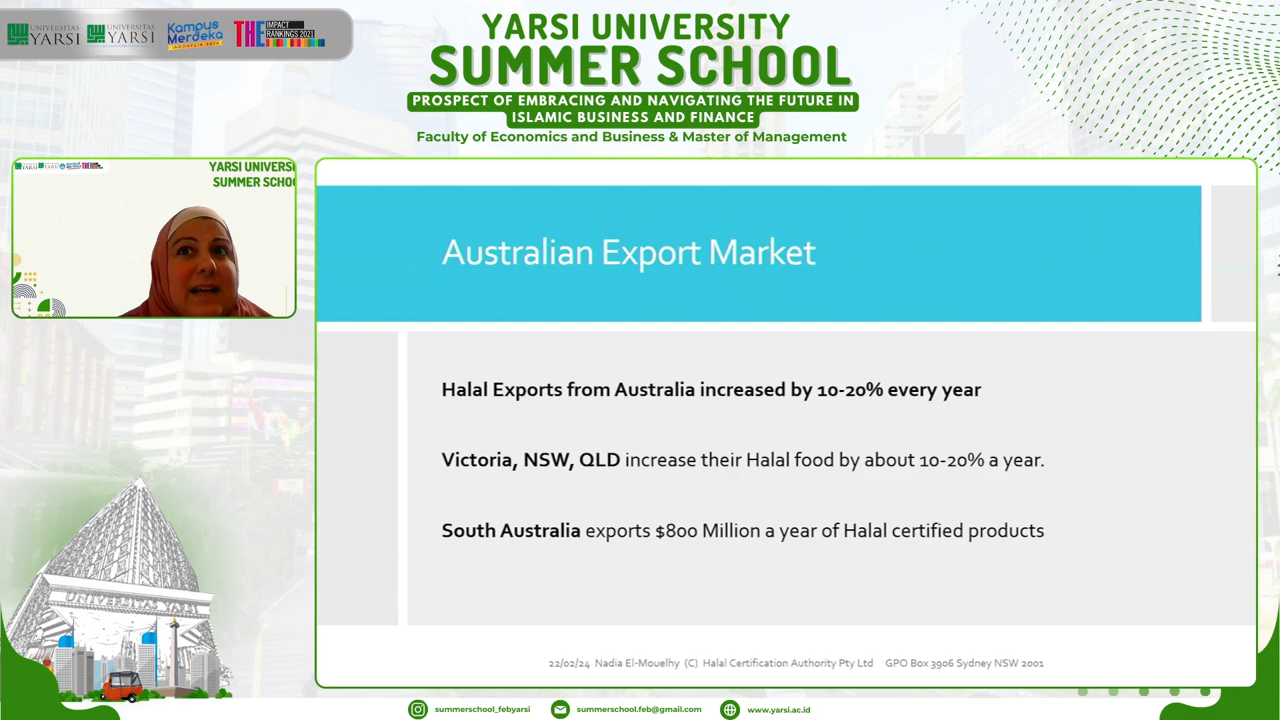 UNIVERSITAS
YARSI
UNIVERSITAS
YARSI
Kampus
Merdeka
INDONESIA JAYA
THE
IMPACT
RANKINGS 2021
YARSI UNIVERSITY
SUMMER SCHOOL
PROSPECT OF EMBRACING AND NAVIGATING THE FUTURE IN
ISLAMIC BUSINESS AND FINANCE
Faculty of Economics and Business & Master of Management
YARSI UNIVERSI
SUMMER SCHO
Australian Export Market
Halal Exports from Australia increased by 10-20% every year
Victoria, NSW, QLD increase their Halal food by about 10-20% a year.
South Australia exports $800 Million a year of Halal certified products
22/02/24 Nadia El-Mouelhy (C) Halal Certification Authority Pty Ltd GPO Box 3906 Sydney NSW 2001
UNIVERSITAS YARSI
summerschool_febyarsi
summerschool.feb@gmail.com
www.yarsi.ac.id